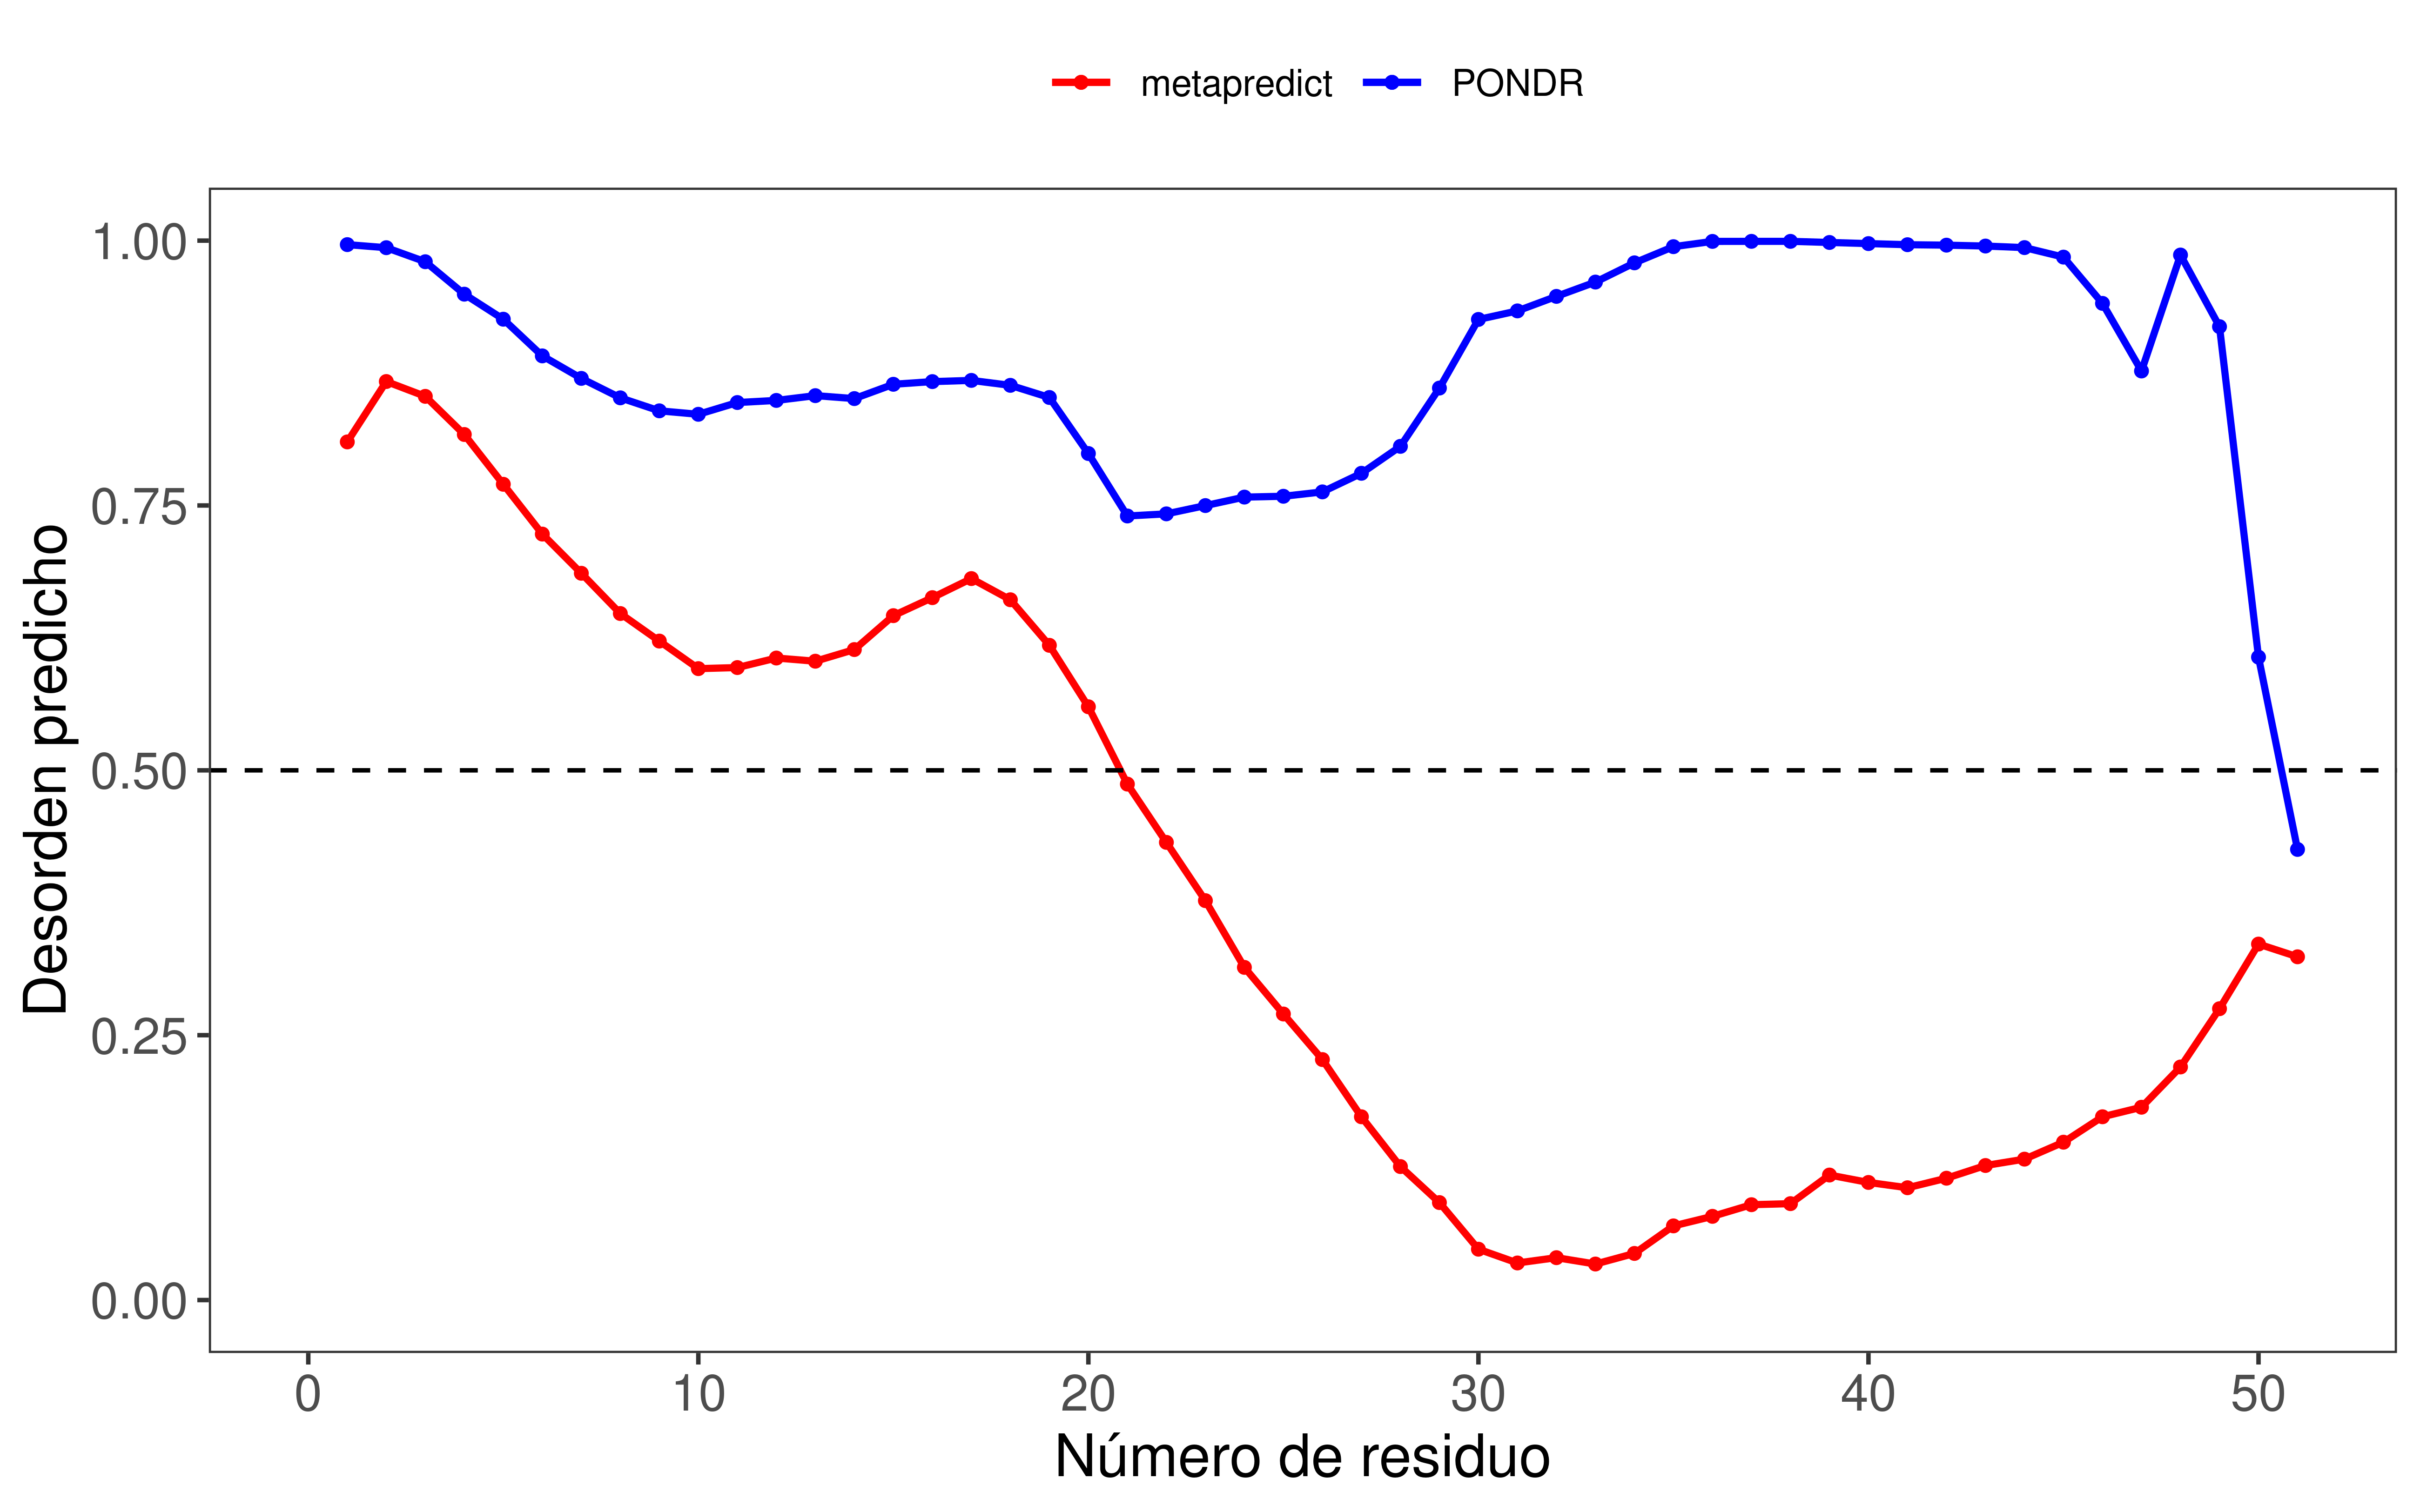 metapredict PONDR
1.00
0.75
0.50
0.25
0.00
Desorden predicho
0 10 20 30 40 50
Número de residuo